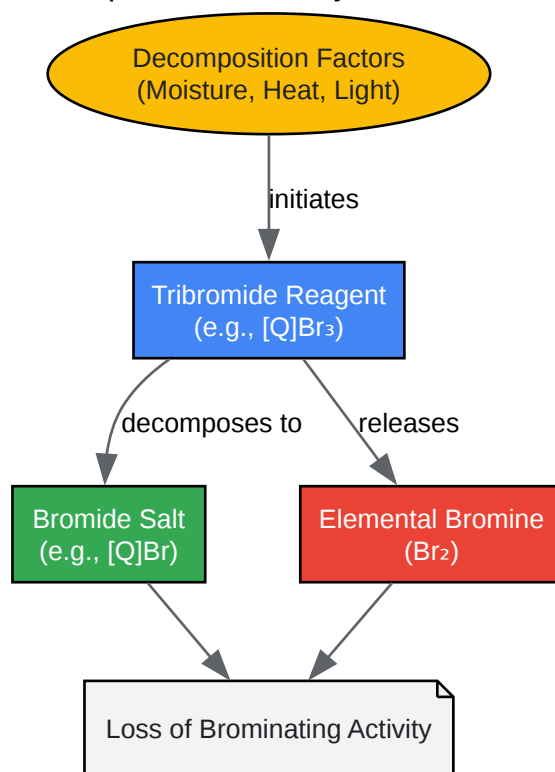 Decomposition Factors
(Moisture, Heat, Light)
initiates
Tribromide Reagent
(e.g., [Q]Br₃)
decomposes to
releases
Bromide Salt
(e.g., [Q]Br)
Elemental Bromine
(Br₂)
Loss of Brominating Activity